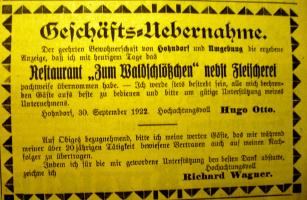 Geschäfts-Uebernahme.
Der geehrten Bewohnerschaft von Hohndorf und Umgebung die ergebene
Anzeige, daß ich mit heutigem Tage das
Restaurant „Zum Waldschlößchen" nebst Fleischerei
pachtweise übernommen habe. — Ich werde stets bestrebt sein, alle mich beehren-
den Gäste aufs beste zu bedienen und bitte um gütige Unterstützung meines
Unternehmens.
Hohndorf, 30. September 1922. Hochachtungsvoll Hugo Otto.
Auf Obiges bezugnehmend, bitte ich meine werten Gäste, das mir während
meiner über 20jährigen Tätigkeit bewiesene Vertrauen auch auf meinen Nach-
folger zu übertragen.
Indem ich für die mir gewordene Unterstützung den besten Dank abstatte,
zeichne ich Hochachtungsvoll
Richard Wagner.